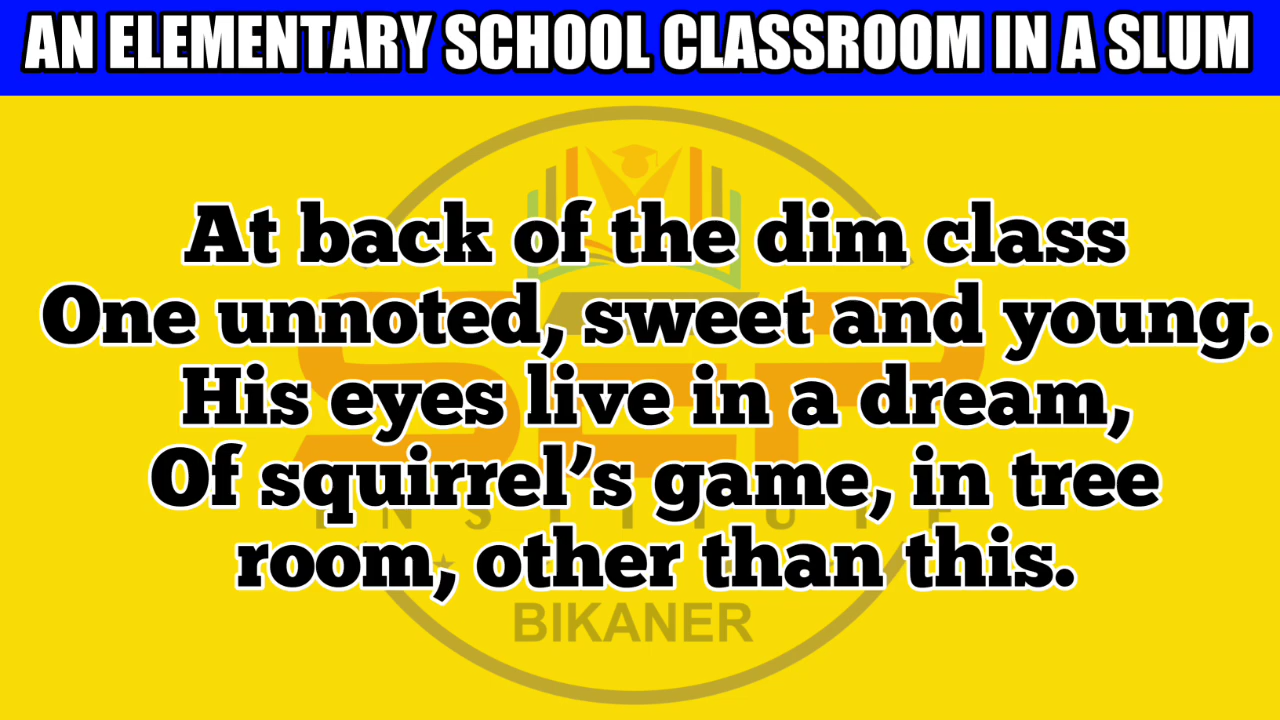 AN ELEMENTARY SCHOOL CLASSROOM IN A SLUM
At back of the dim class
One unnoted, sweet and young.
His eyes live in a dream,
Of squirrel’s game, in tree
room, other than this.
INSTITUTE
BIKANER